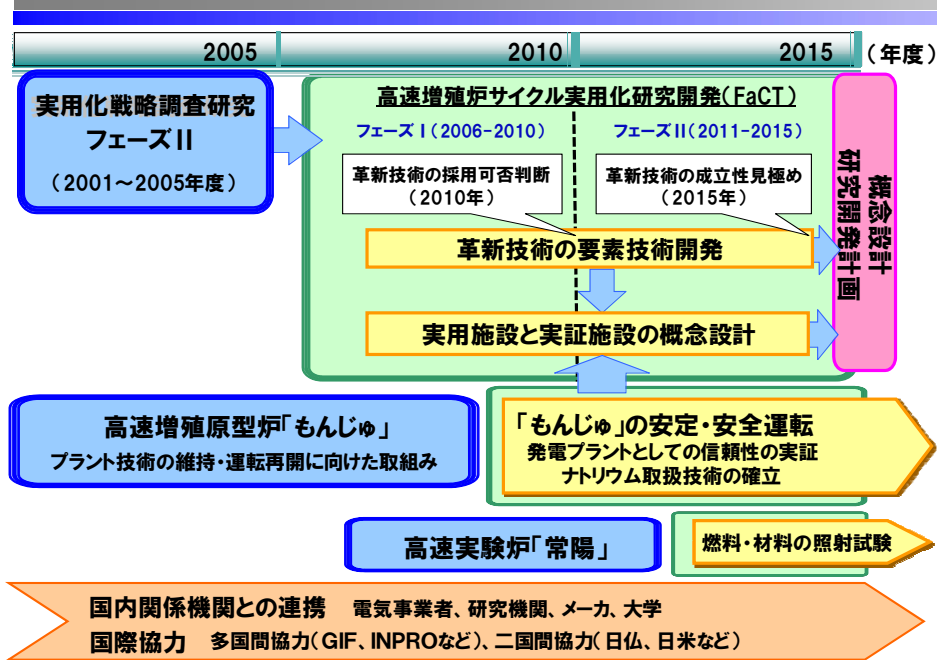 2005 2010 2015 (年度)
実用化戦略調査研究
フェーズⅡ
(2001～2005年度)
高速増殖炉サイクル実用化研究開発(FaCT)
フェーズⅠ(2006-2010) フェーズⅡ(2011-2015)
革新技術の採用可否判断
(2010年)
革新技術の成立性見極め
(2015年)
革新技術の要素技術開発
実用施設と実証施設の概念設計
概念設計
研究開発計画
高速増殖原型炉「もんじゅ」
プラント技術の維持・運転再開に向けた取組み
「もんじゅ」の安定・安全運転
発電プラントとしての信頼性の実証
ナトリウム取扱技術の確立
高速実験炉「常陽」
燃料・材料の照射試験
国内関係機関との連携 電気事業者、研究機関、メーカ、大学
国際協力 多国間協力(GIF、INPROなど)、二国間協力(日仏、日米など)